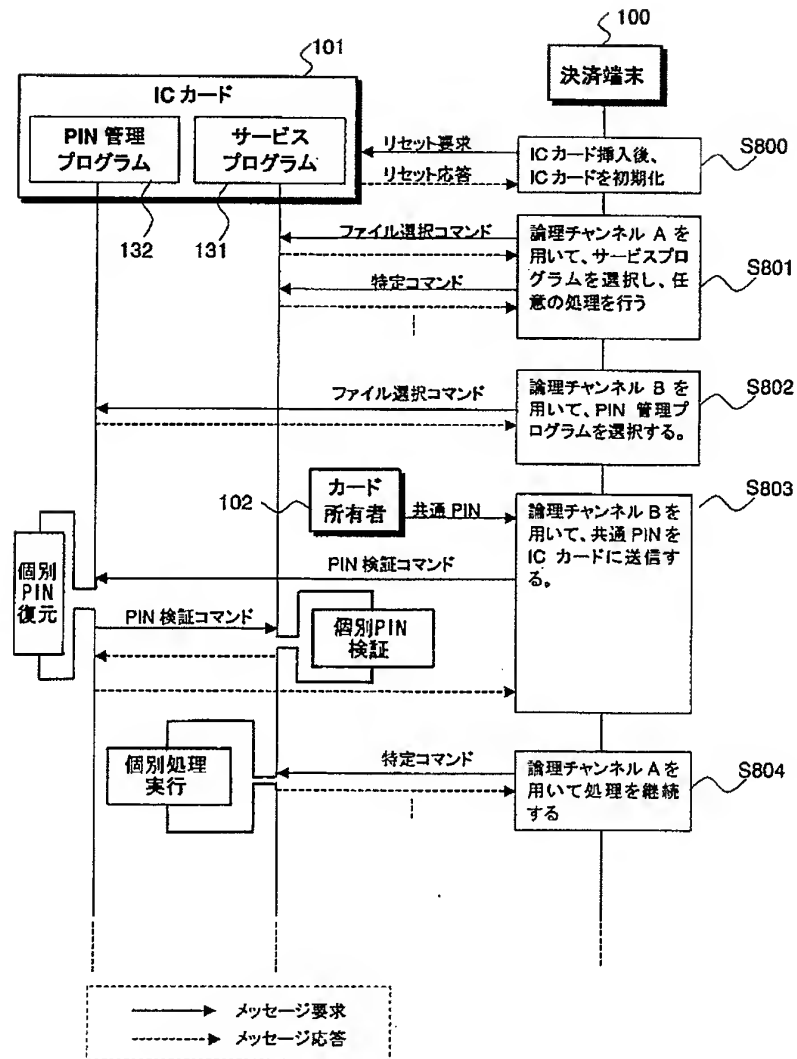 100
101
決済端末
ICカード
PIN 管理
プログラム
サービス
プログラム
リセット要求
リセット応答
ICカード挿入後、
ICカードを初期化
S800
132
131
ファイル選択コマンド
特定コマンド
論理チャンネル A を
用いて、サービスプロ
グラムを選択し、任
意の処理を行う
S801
ファイル選択コマンド
論理チャンネル B を
用いて、PIN 管理プ
ログラムを選択する。
S802
102
カード
所有者
共通 PIN
論理チャンネル B を
用いて、共通 PIN を
IC カードに送信す
る。
S803
PIN 検証コマンド
個別
PIN
復元
PIN 検証コマンド
個別PIN
検証
個別処理
実行
特定コマンド
論理チャンネル A を
用いて処理を継続
する
S804
メッセージ要求
メッセージ応答